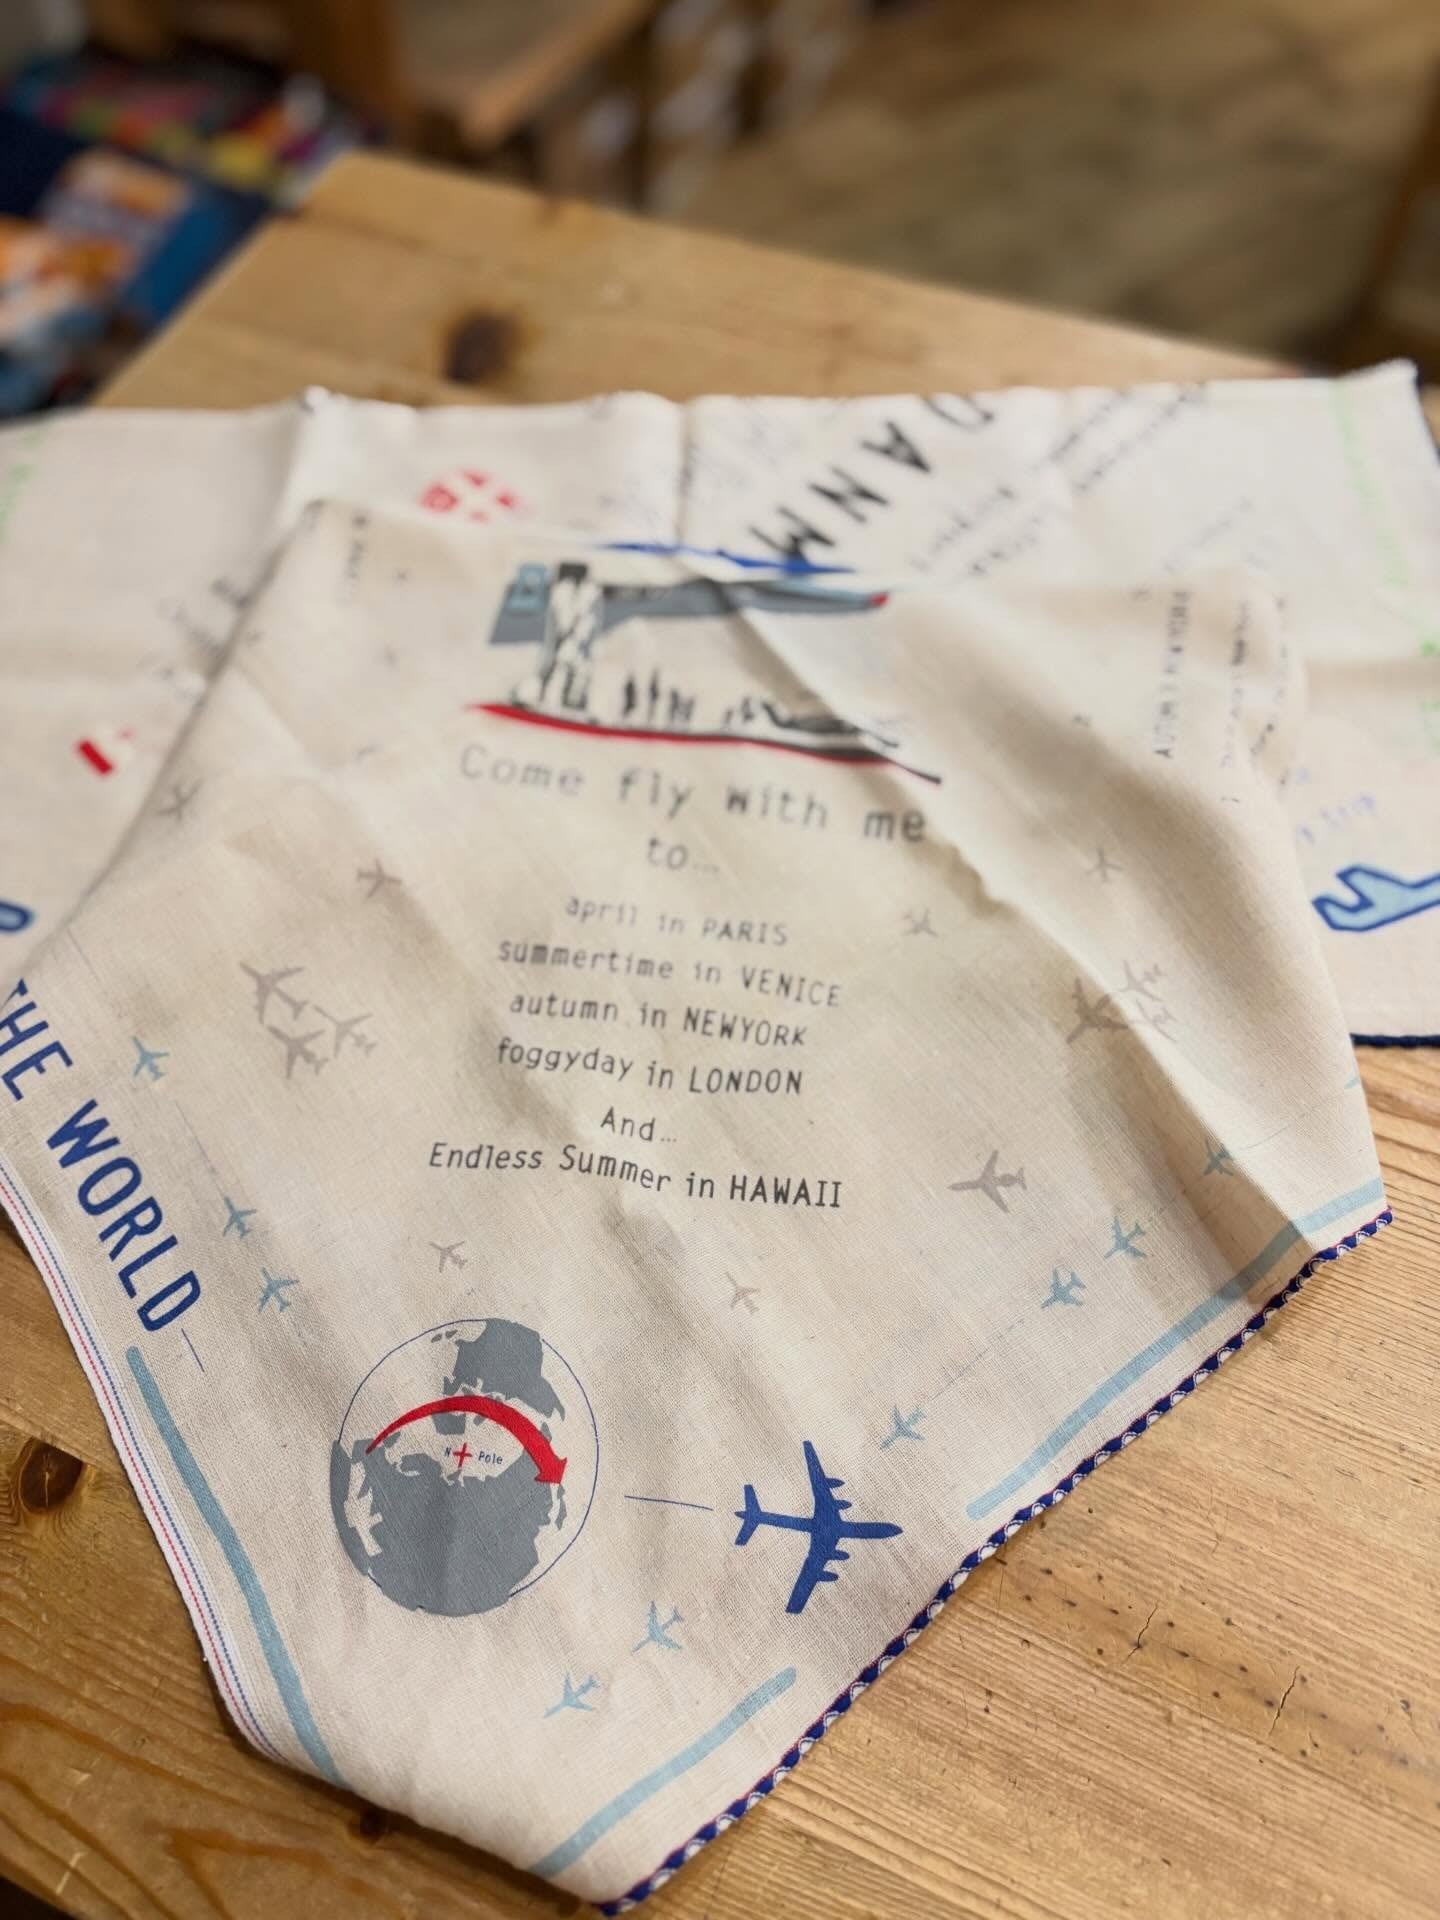 DANM
Come fly with me
to...
april in PARIS
summertime in VENICE
autumn in NEWYORK
foggyday in LONDON
And...
Endless Summer in HAWAII
THE WORLD
N Pole